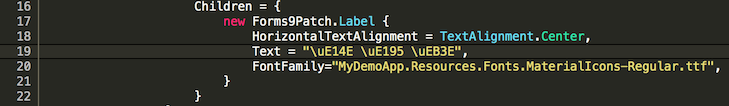 16 Children = {
17 new Forms9Patch.Label {
18 HorizontalTextAlignment = TextAlignment.Center,
19 Text = "\uE14E \uE195 \uEB3E",
20 FontFamily="MyDemoApp.Resources.Fonts.MaterialIcons-Regular.ttf",
21 }
22 }